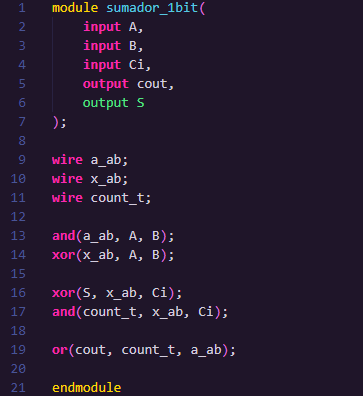 1 module sumador_1bit(
2     input A,
3     input B,
4     input Ci,
5     output cout,
6     output S
7 );
8
9 wire a_ab;
10 wire x_ab;
11 wire count_t;
12
13 and(a_ab, A, B);
14 xor(x_ab, A, B);
15
16 xor(S, x_ab, Ci);
17 and(count_t, x_ab, Ci);
18
19 or(cout, count_t, a_ab);
20
21 endmodule